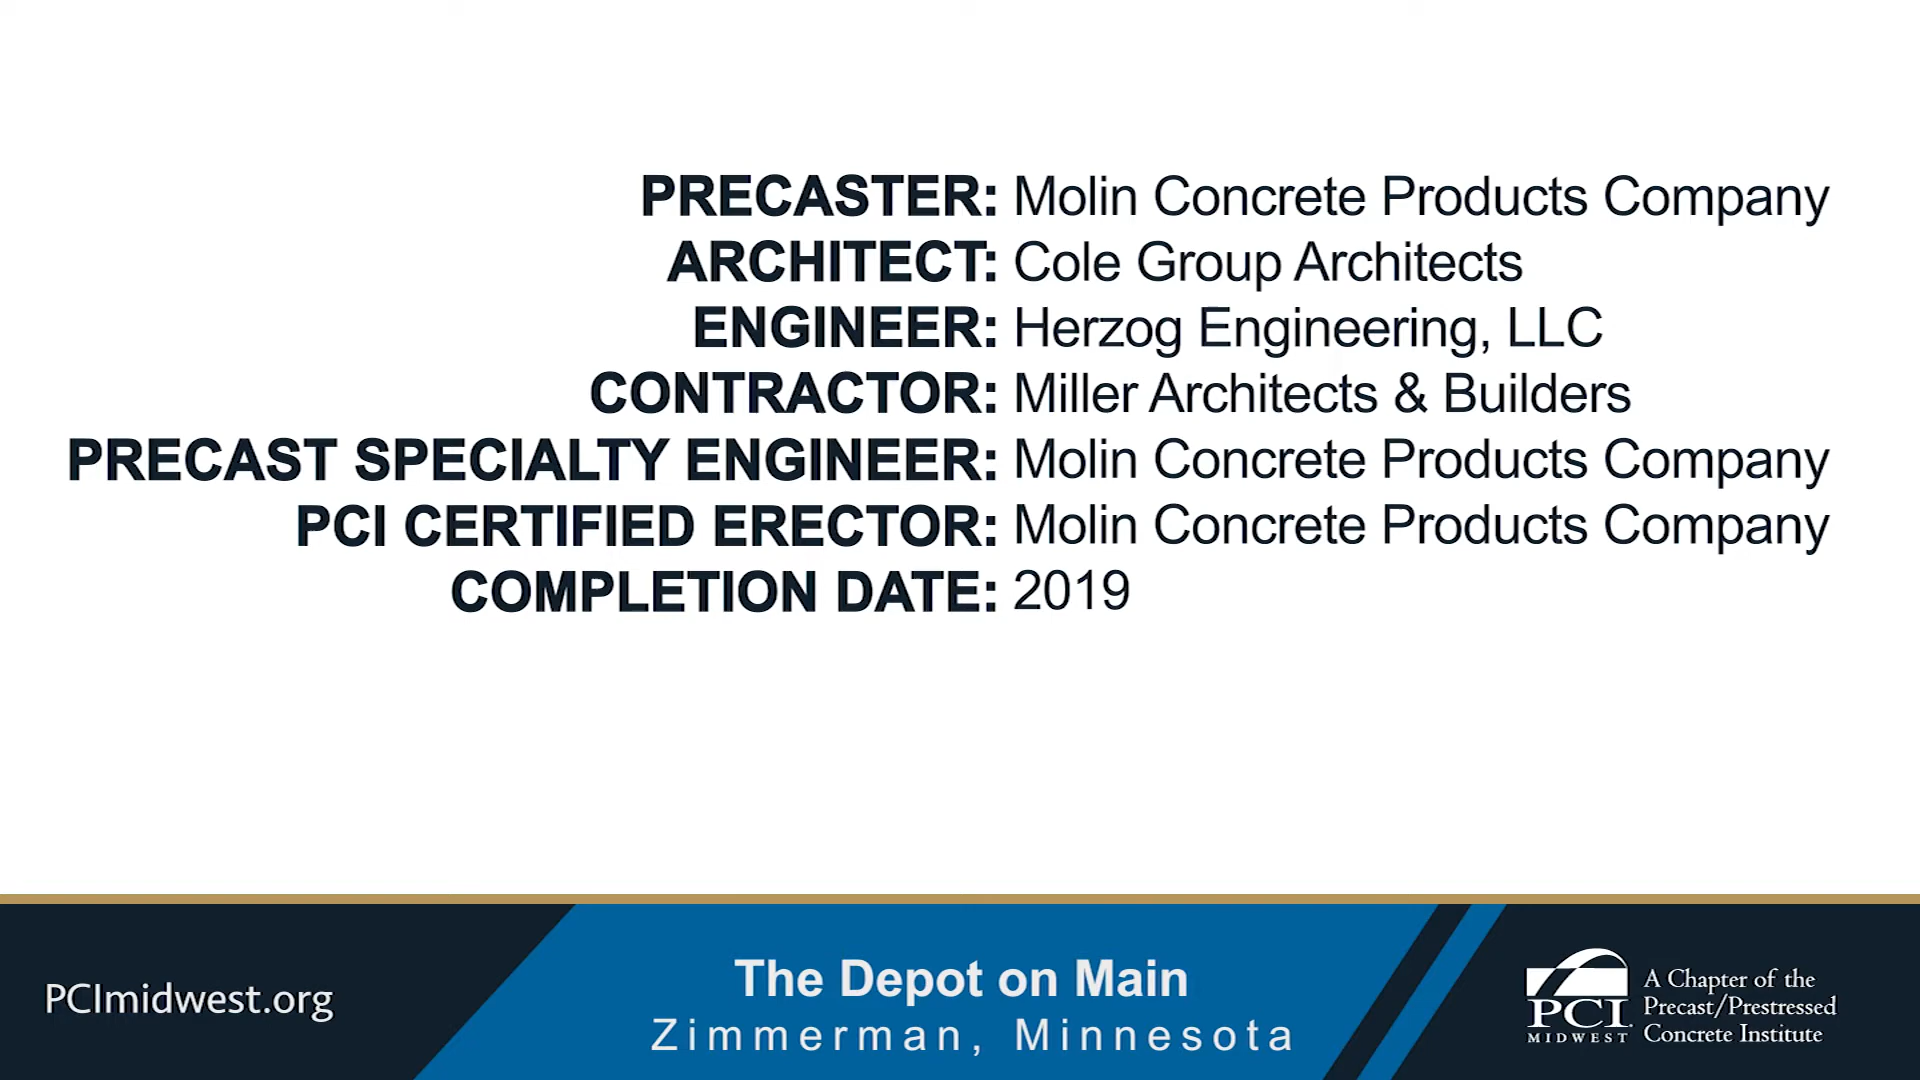 PRECASTER: Molin Concrete Products Company
ARCHITECT: Cole Group Architects
ENGINEER: Herzog Engineering, LLC
CONTRACTOR: Miller Architects & Builders
PRECAST SPECIALTY ENGINEER: Molin Concrete Products Company
PCI CERTIFIED ERECTOR: Molin Concrete Products Company
COMPLETION DATE: 2019
PCImidwest.org
The Depot on Main
Zimmerman, Minnesota
PCI
MIDWEST
A Chapter of the
Precast/Prestressed
Concrete Institute